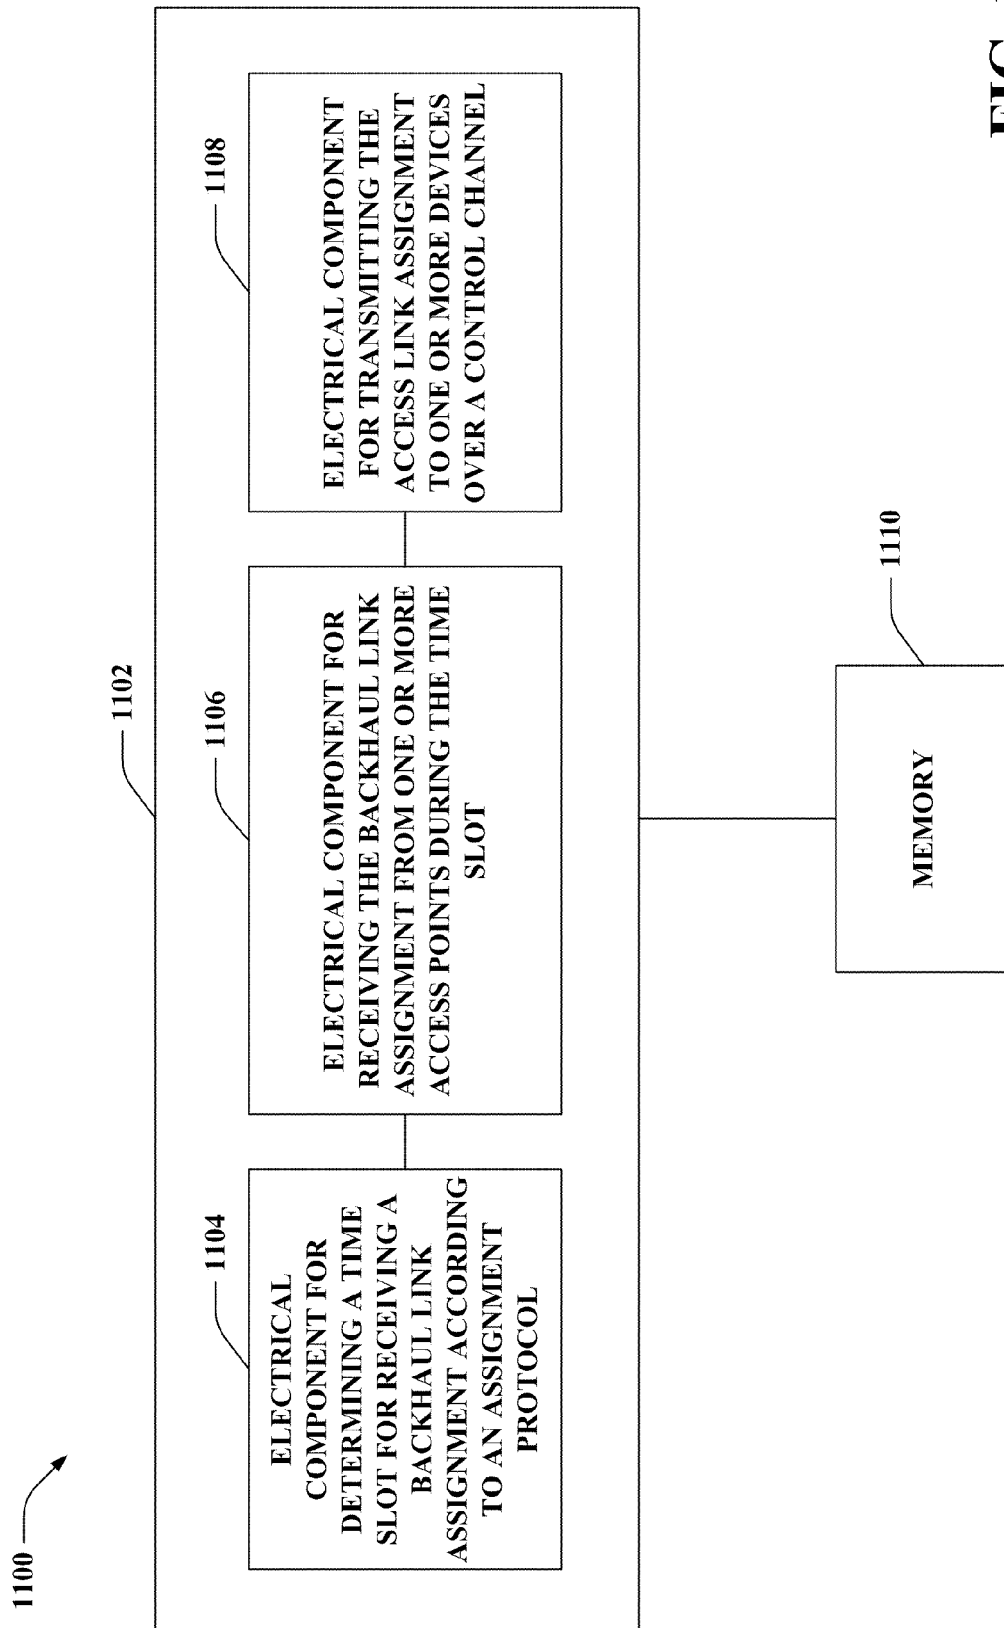 1100
1102
1104
ELECTRICAL
COMPONENT FOR
DETERMINING A TIME
SLOT FOR RECEIVING A
BACKHAUL LINK
ASSIGNMENT ACCORDING
TO AN ASSIGNMENT
PROTOCOL
1106
ELECTRICAL COMPONENT FOR
RECEIVING THE BACKHAUL LINK
ASSIGNMENT FROM ONE OR MORE
ACCESS POINTS DURING THE TIME
SLOT
1108
ELECTRICAL COMPONENT
FOR TRANSMITTING THE
ACCESS LINK ASSIGNMENT
TO ONE OR MORE DEVICES
OVER A CONTROL CHANNEL
1110
MEMORY